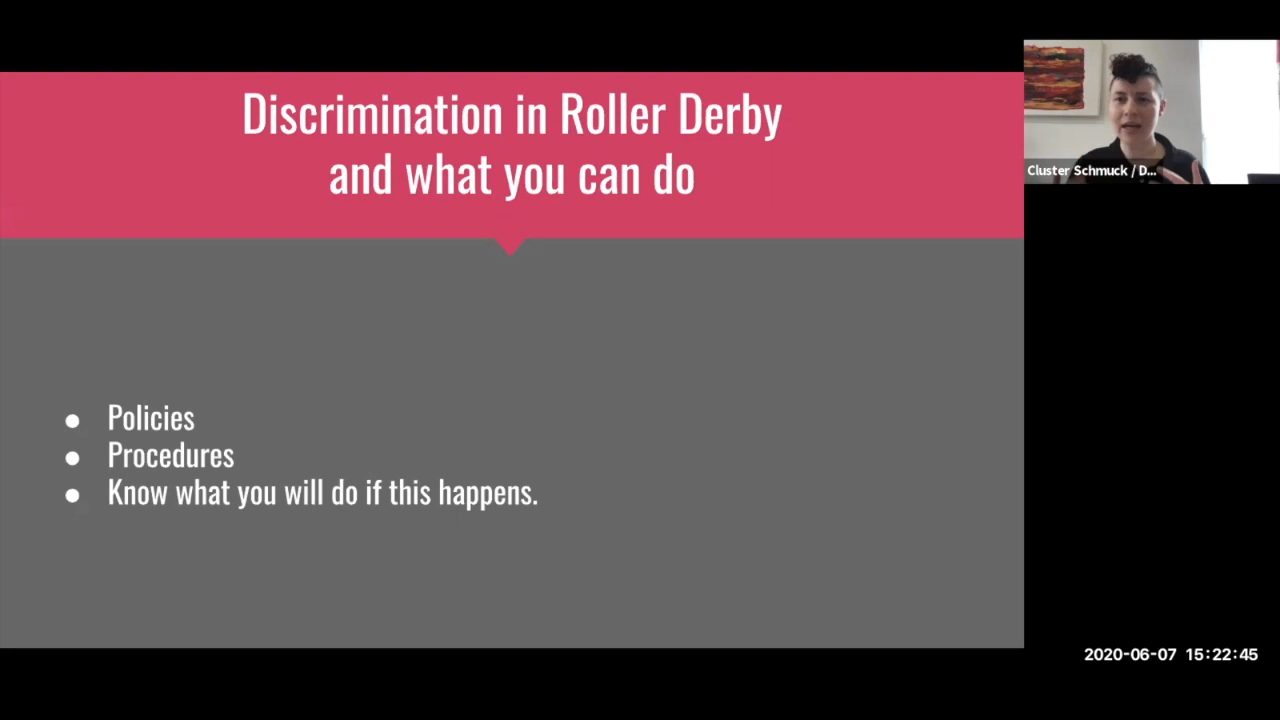 Discrimination in Roller Derby
and what you can do
Cluster Schmuck / D...
● Policies
● Procedures
● Know what you will do if this happens.
2020-06-07 15:22:45